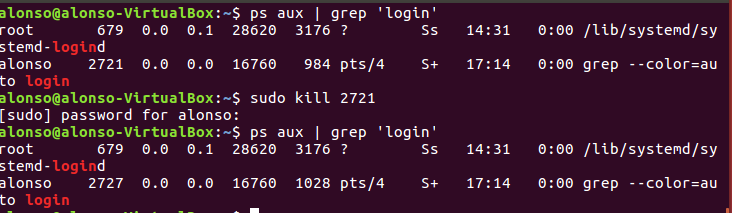 alonso@alonso-VirtualBox:~$ ps aux | grep 'login'
root       679  0.0  0.1  28620  3176 ?        Ss   14:31   0:00 /lib/systemd/sy
stemd-logind
alonso    2721  0.0  0.0  16760   984 pts/4    S+   17:14   0:00 grep --color=au
to login
alonso@alonso-VirtualBox:~$ sudo kill 2721
[sudo] password for alonso:
alonso@alonso-VirtualBox:~$ ps aux | grep 'login'
root       679  0.0  0.1  28620  3176 ?        Ss   14:31   0:00 /lib/systemd/sy
stemd-logind
alonso    2727  0.0  0.0  16760  1028 pts/4    S+   17:14   0:00 grep --color=au
to login
alonso@alonso-VirtualBox:~$